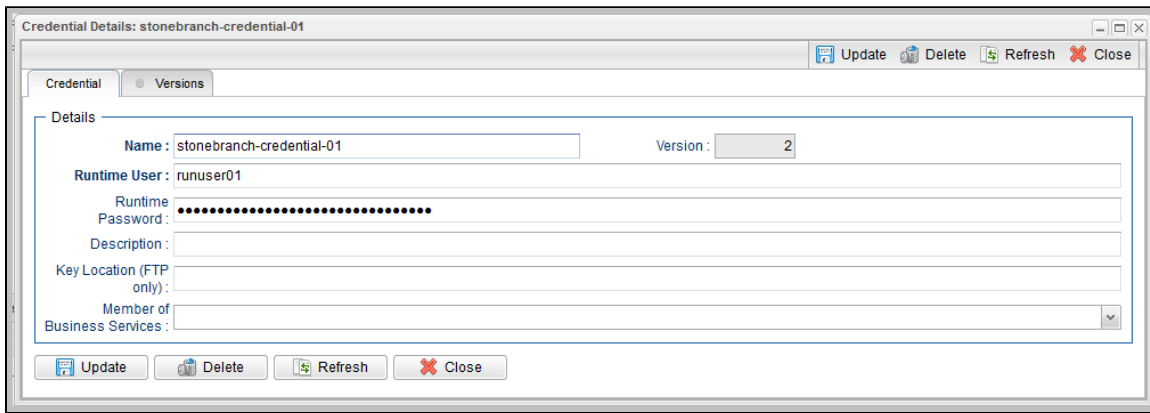 Credential Details: stonebranch-credential-01
Update Delete Refresh Close
Credential Versions
Details
Name : stonebranch-credential-01 Version : 2
Runtime User : runuser01
Runtime
Password : ••••••••••••••••••••••••••••••••
Description :
Key Location (FTP
only) :
Member of
Business Services :
Update Delete Refresh Close